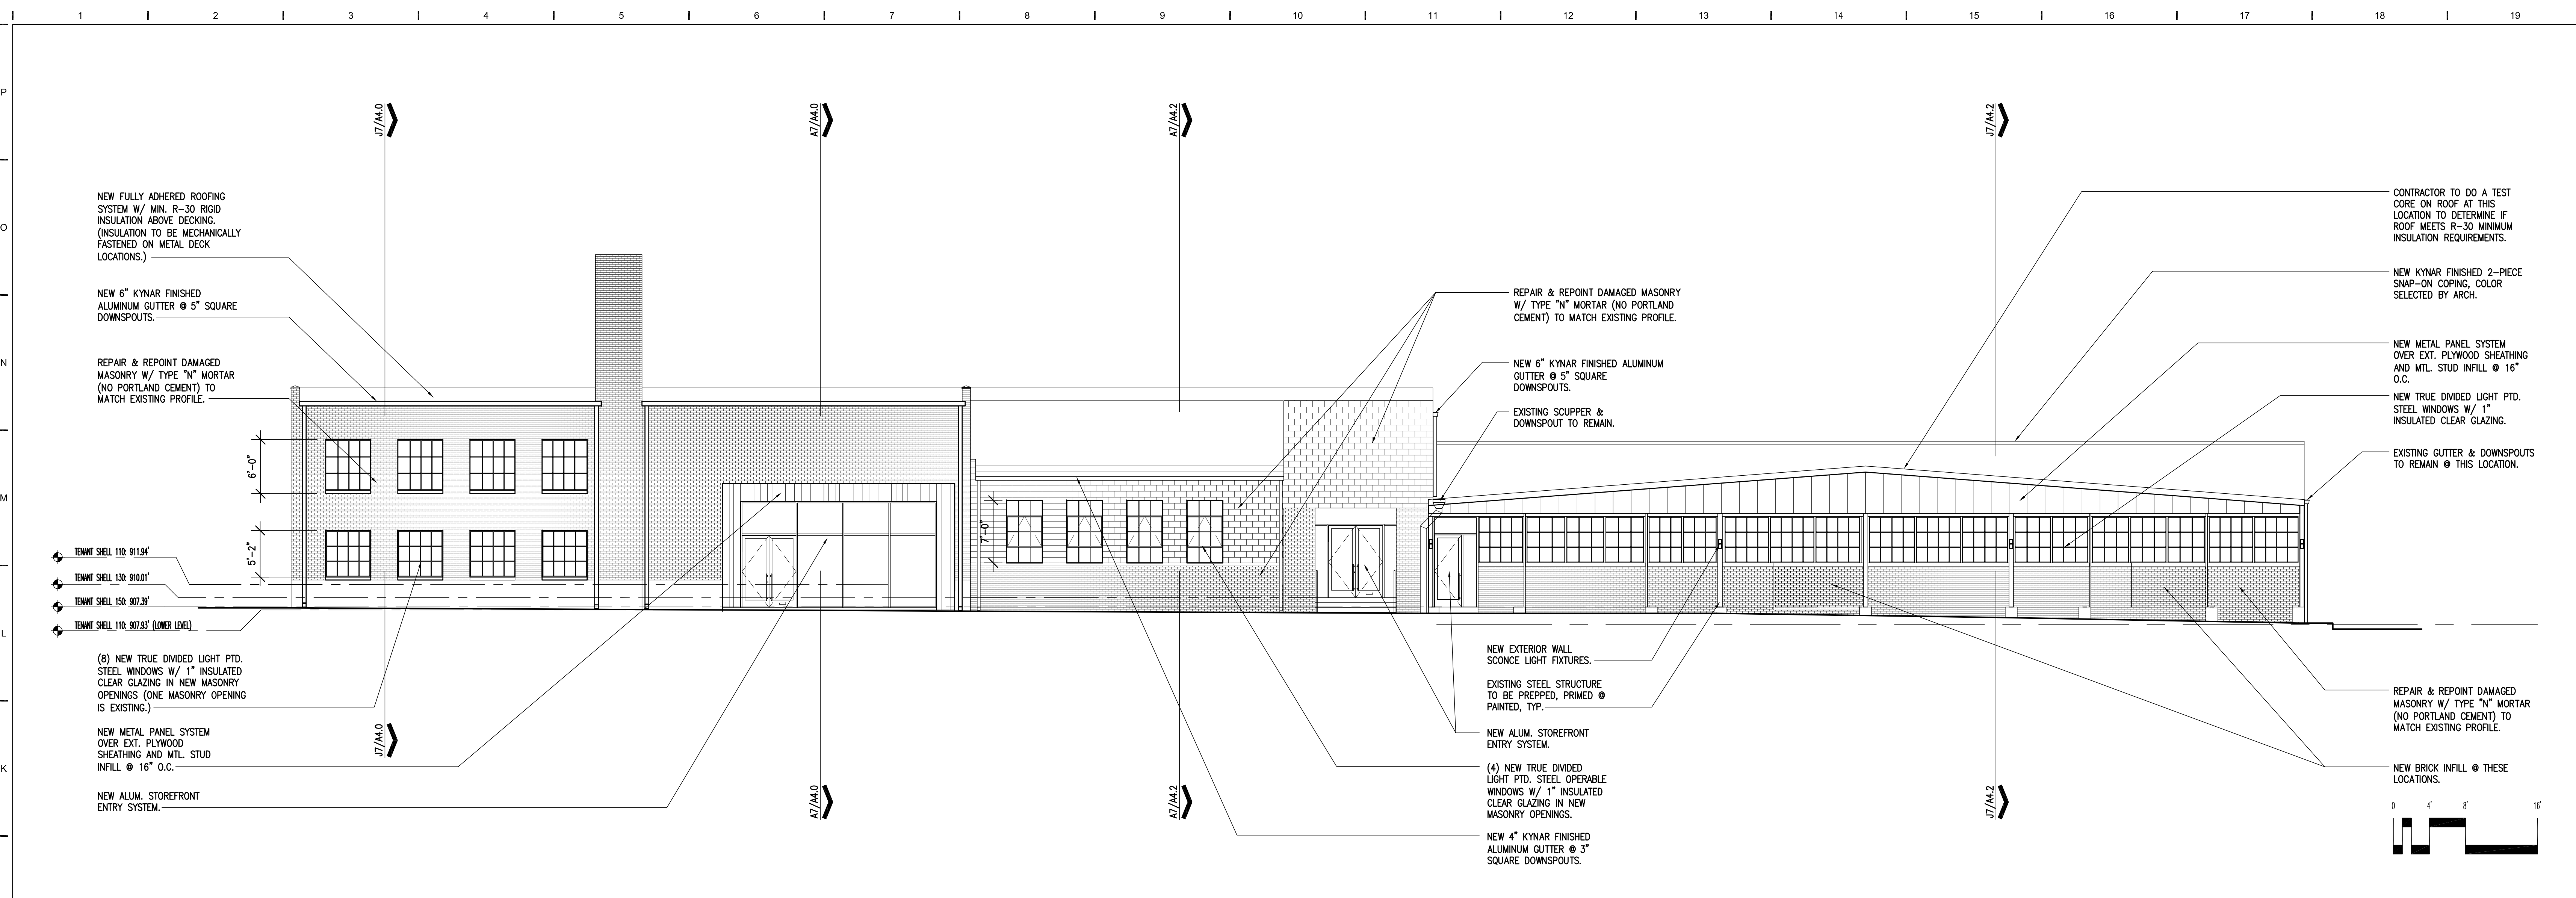 1 2 3 4 5 6 7 8 9 10 11 12 13 14 15 16 17 18 19
P
O
N
M
L
K
J7/A4.0
A7/A4.0
A7/A4.2
J7/A4.2
NEW FULLY ADHERED ROOFING
SYSTEM W/ MIN. R-30 RIGID
INSULATION ABOVE DECKING.
(INSULATION TO BE MECHANICALLY
FASTENED ON METAL DECK
LOCATIONS.)
NEW 6" KYNAR FINISHED
ALUMINUM GUTTER @ 5" SQUARE
DOWNSPOUTS.
REPAIR & REPOINT DAMAGED
MASONRY W/ TYPE "N" MORTAR
(NO PORTLAND CEMENT) TO
MATCH EXISTING PROFILE.
6'-0"
5'-2"
7'-0"
TENANT SHELL 110: 911.94'
TENANT SHELL 130: 910.01'
TENANT SHELL 150: 907.39'
TENANT SHELL 110: 907.93' (LOWER LEVEL)
(8) NEW TRUE DIVIDED LIGHT PTD.
STEEL WINDOWS W/ 1" INSULATED
CLEAR GLAZING IN NEW MASONRY
OPENINGS (ONE MASONRY OPENING
IS EXISTING.)
NEW METAL PANEL SYSTEM
OVER EXT. PLYWOOD
SHEATHING AND MTL. STUD
INFILL @ 16" O.C.
NEW ALUM. STOREFRONT
ENTRY SYSTEM.
REPAIR & REPOINT DAMAGED MASONRY
W/ TYPE "N" MORTAR (NO PORTLAND
CEMENT) TO MATCH EXISTING PROFILE.
NEW 6" KYNAR FINISHED ALUMINUM
GUTTER @ 5" SQUARE
DOWNSPOUTS.
EXISTING SCUPPER &
DOWNSPOUT TO REMAIN.
NEW EXTERIOR WALL
SCONCE LIGHT FIXTURES.
EXISTING STEEL STRUCTURE
TO BE PREPPED, PRIMED @
PAINTED, TYP.
NEW ALUM. STOREFRONT
ENTRY SYSTEM.
(4) NEW TRUE DIVIDED
LIGHT PTD. STEEL OPERABLE
WINDOWS W/ 1" INSULATED
CLEAR GLAZING IN NEW
MASONRY OPENINGS.
NEW 4" KYNAR FINISHED
ALUMINUM GUTTER @ 3"
SQUARE DOWNSPOUTS.
CONTRACTOR TO DO A TEST
CORE ON ROOF AT THIS
LOCATION TO DETERMINE IF
ROOF MEETS R-30 MINIMUM
INSULATION REQUIREMENTS.
NEW KYNAR FINISHED 2-PIECE
SNAP-ON COPING, COLOR
SELECTED BY ARCH.
NEW METAL PANEL SYSTEM
OVER EXT. PLYWOOD SHEATHING
AND MTL. STUD INFILL @ 16"
O.C.
NEW TRUE DIVIDED LIGHT PTD.
STEEL WINDOWS W/ 1"
INSULATED CLEAR GLAZING.
EXISTING GUTTER & DOWNSPOUTS
TO REMAIN @ THIS LOCATION.
REPAIR & REPOINT DAMAGED
MASONRY W/ TYPE "N" MORTAR
(NO PORTLAND CEMENT) TO
MATCH EXISTING PROFILE.
NEW BRICK INFILL @ THESE
LOCATIONS.
J7/A4.0
A7/A4.0
A7/A4.2
J7/A4.2
0 4' 8' 16'